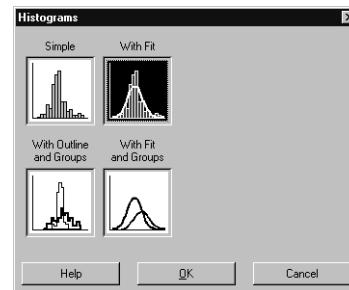 Histograms
Simple
With Fit
With Outline
and Groups
With Fit
and Groups
Help
OK
Cancel